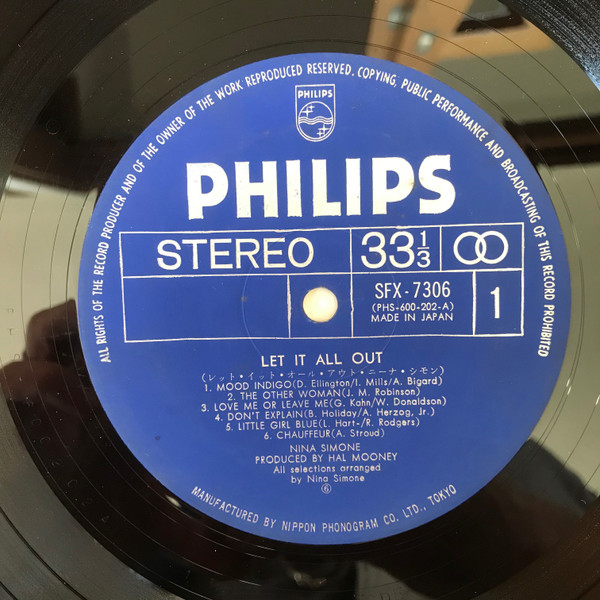 ALL RIGHTS OF THE RECORD PRODUCER AND OF THE OWNER OF THE WORK REPRODUCED RESERVED. COPYING, PUBLIC PERFORMANCE AND BROADCASTING OF THIS RECORD PROHIBITED
PHILIPS
PHILIPS
STEREO 33⅓
SFX-7306
(PHS-600-202-A)
MADE IN JAPAN
1
LET IT ALL OUT
(レット・イット・オール・アウト・ニーナ・シモン)
1. MOOD INDIGO(D. Ellington/I. Mills/A. Bigard)
2. THE OTHER WOMAN(J. M. Robinson)
3. LOVE ME OR LEAVE ME(G. Kahn/W. Donaldson)
4. DON'T EXPLAIN(B. Holiday/A. Herzog, Jr.)
5. LITTLE GIRL BLUE(L. Hart-/R. Rodgers)
6. CHAUFFEUR(A. Stroud)
NINA SIMONE
PRODUCED BY HAL MOONEY
All selections arranged
by Nina Simone
⑥
MANUFACTURED BY NIPPON PHONOGRAM CO. LTD., TOKYO